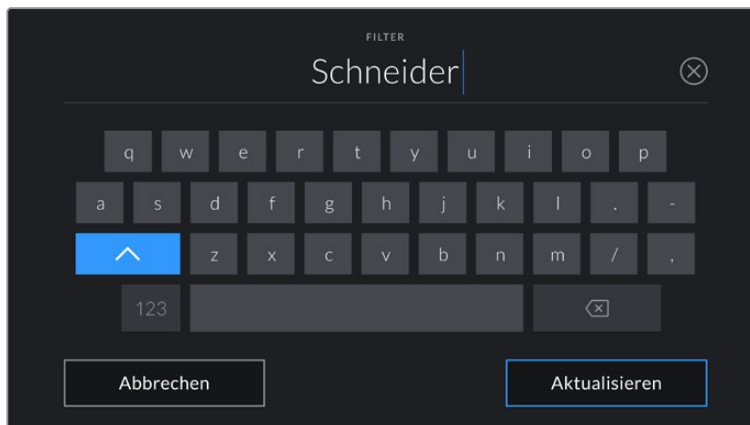 FILTER
Schneider
q w e r t y u i o p
a s d f g h j k l . -
z x c v b n m / ,
123
Abbrechen Aktualisieren